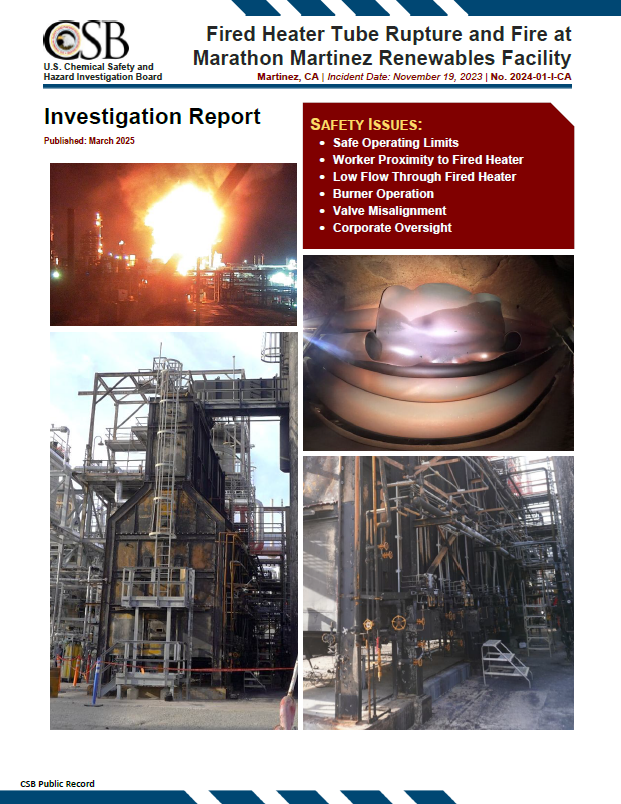 CSB
U.S. Chemical Safety and
Hazard Investigation Board
Fired Heater Tube Rupture and Fire at
Marathon Martinez Renewables Facility
Martinez, CA | Incident Date: November 19, 2023 | No. 2024-01-I-CA
Investigation Report
Published: March 2025
SAFETY ISSUES:
• Safe Operating Limits
• Worker Proximity to Fired Heater
• Low Flow Through Fired Heater
• Burner Operation
• Valve Misalignment
• Corporate Oversight
CSB Public Record